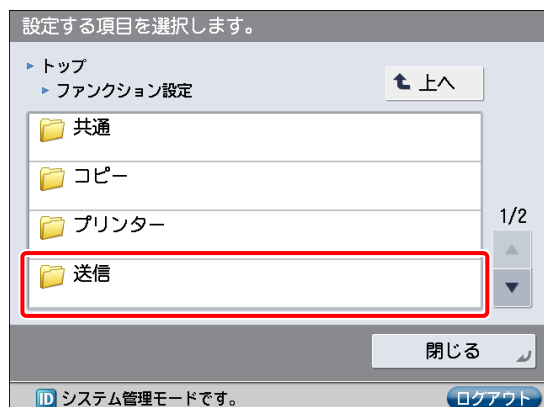 設定する項目を選択します。
トップ
ファンクション設定
上へ
共通
コピー
プリンター
送信
1/2
閉じる
ID システム管理モードです。
ログアウト